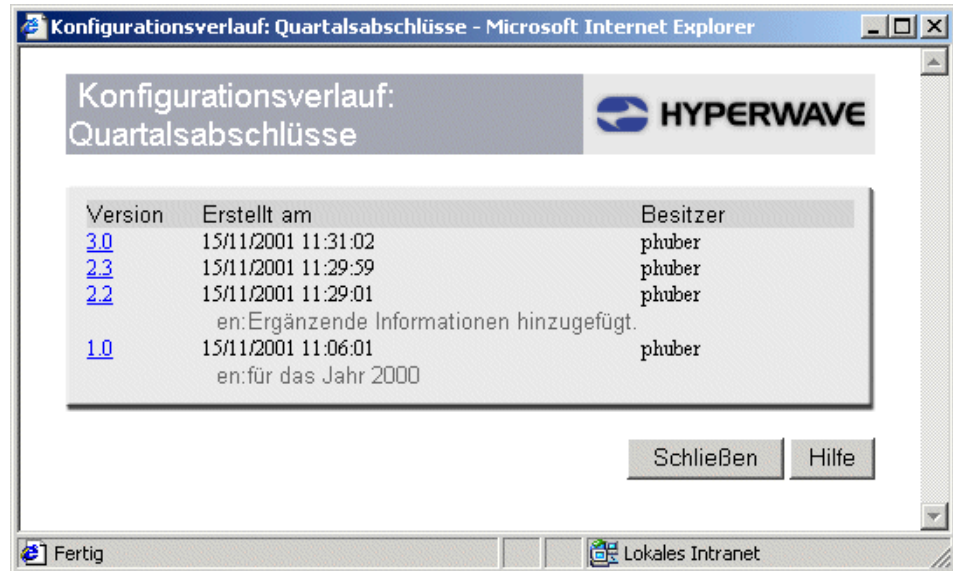 Konfigurationsverlauf: Quartalsabschlüsse - Microsoft Internet Explorer
Konfigurationsverlauf:
Quartalsabschlüsse
HYPERWAVE
Version Erstellt am Besitzer
3.0 15/11/2001 11:31:02 phuber
2.3 15/11/2001 11:29:59 phuber
2.2 15/11/2001 11:29:01 phuber
en:Ergänzende Informationen hinzugefügt.
1.0 15/11/2001 11:06:01 phuber
en:für das Jahr 2000
Schließen Hilfe
Fertig Lokales Intranet